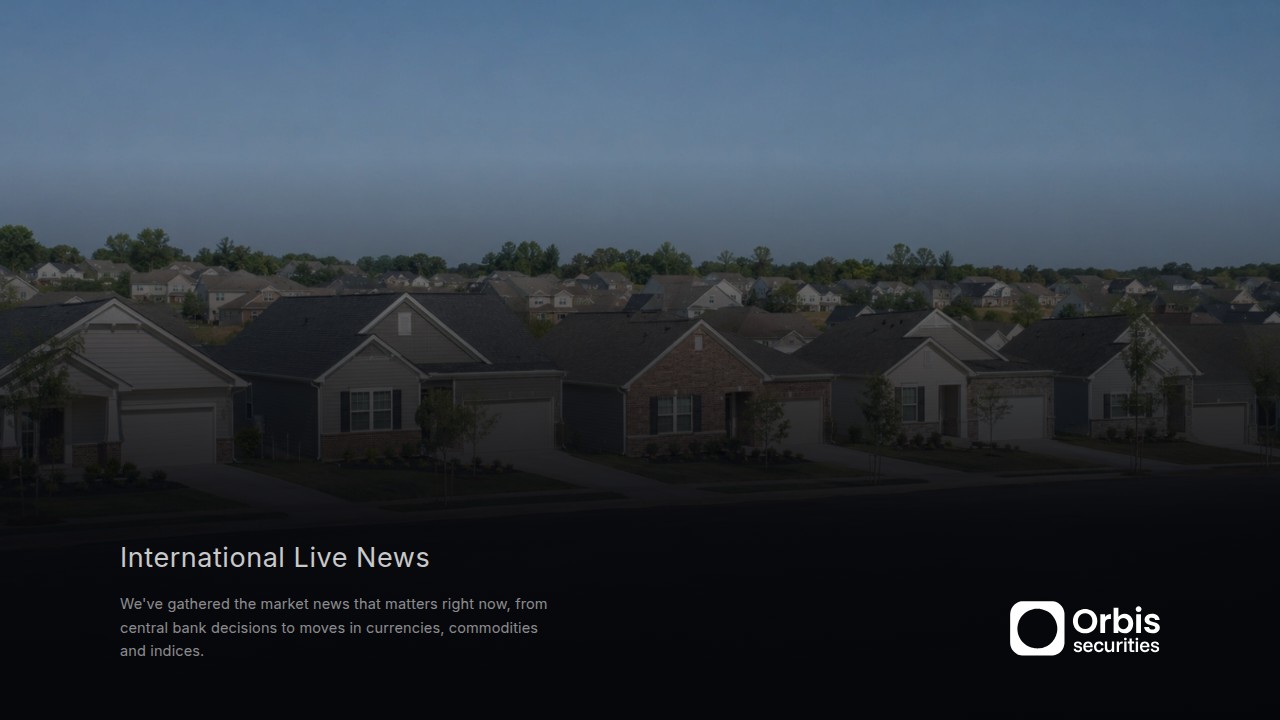 International Live News
We've gathered the market news that matters right now, from
central bank decisions to moves in currencies, commodities
and indices.
Orbis
securities